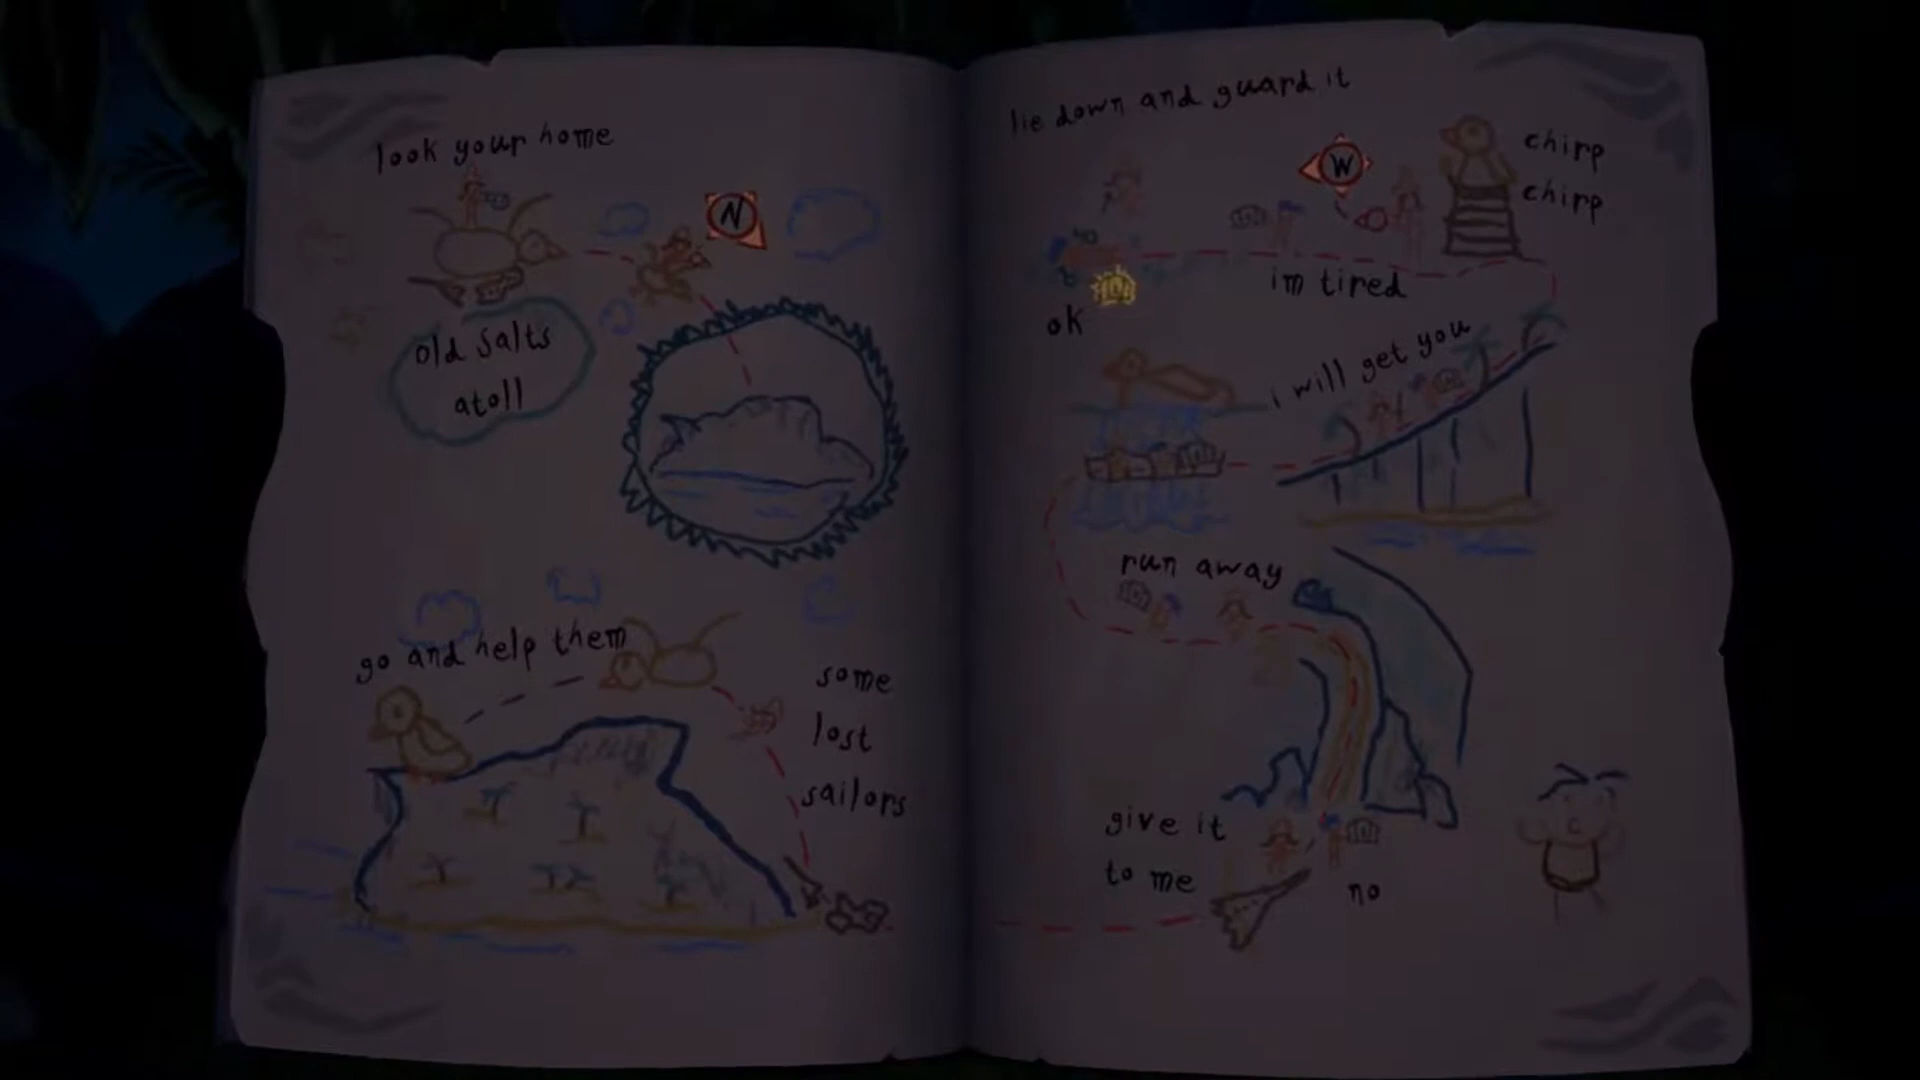 look your home
N
old salts
atoll
go and help them
some
lost
sailors
lie down and guard it
W
chirp
chirp
im tired
ok
i will get you
run away
give it
to me
no